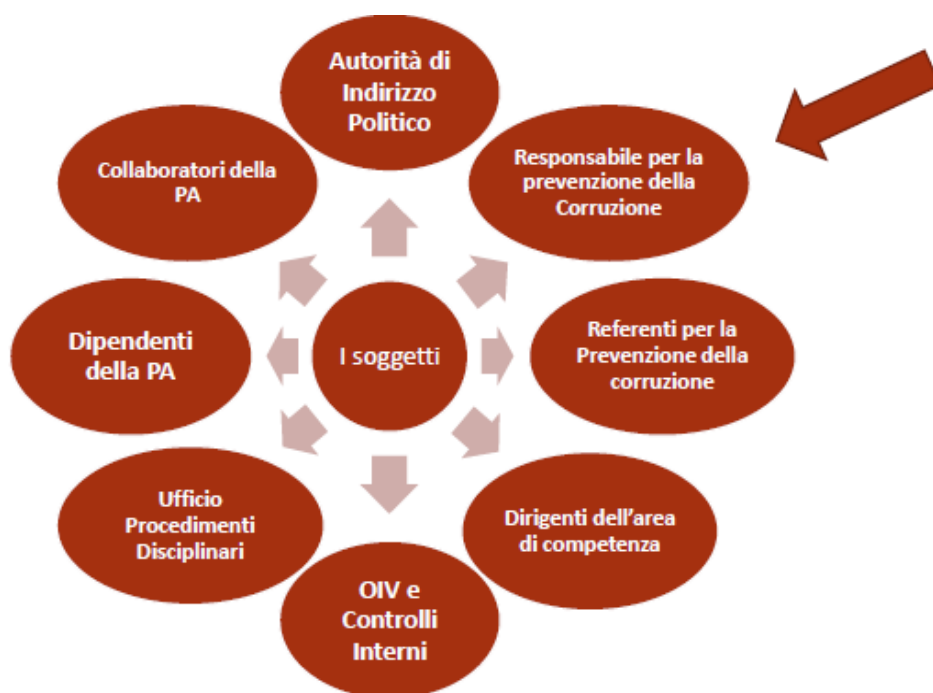 Autorità di
Indirizzo
Politico
Responsabile per la
prevenzione della
Corruzione
Referenti per la
Prevenzione della
corruzione
Dirigenti dell'area
di competenza
OIV e
Controlli
Interni
Ufficio
Procedimenti
Disciplinari
Dipendenti
della PA
Collaboratori della
PA
I soggetti